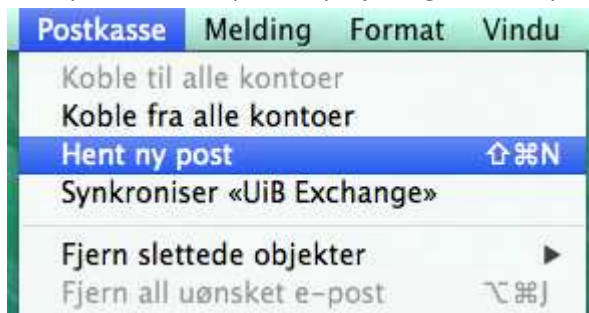 Postkasse Melding Format Vindu
Koble til alle kontoer
Koble fra alle kontoer
Hent ny post ⇧⌘N
Synkroniser «UiB Exchange»
Fjern slettede objekter ▶
Fjern all uønsket e-post ⌥⌘J